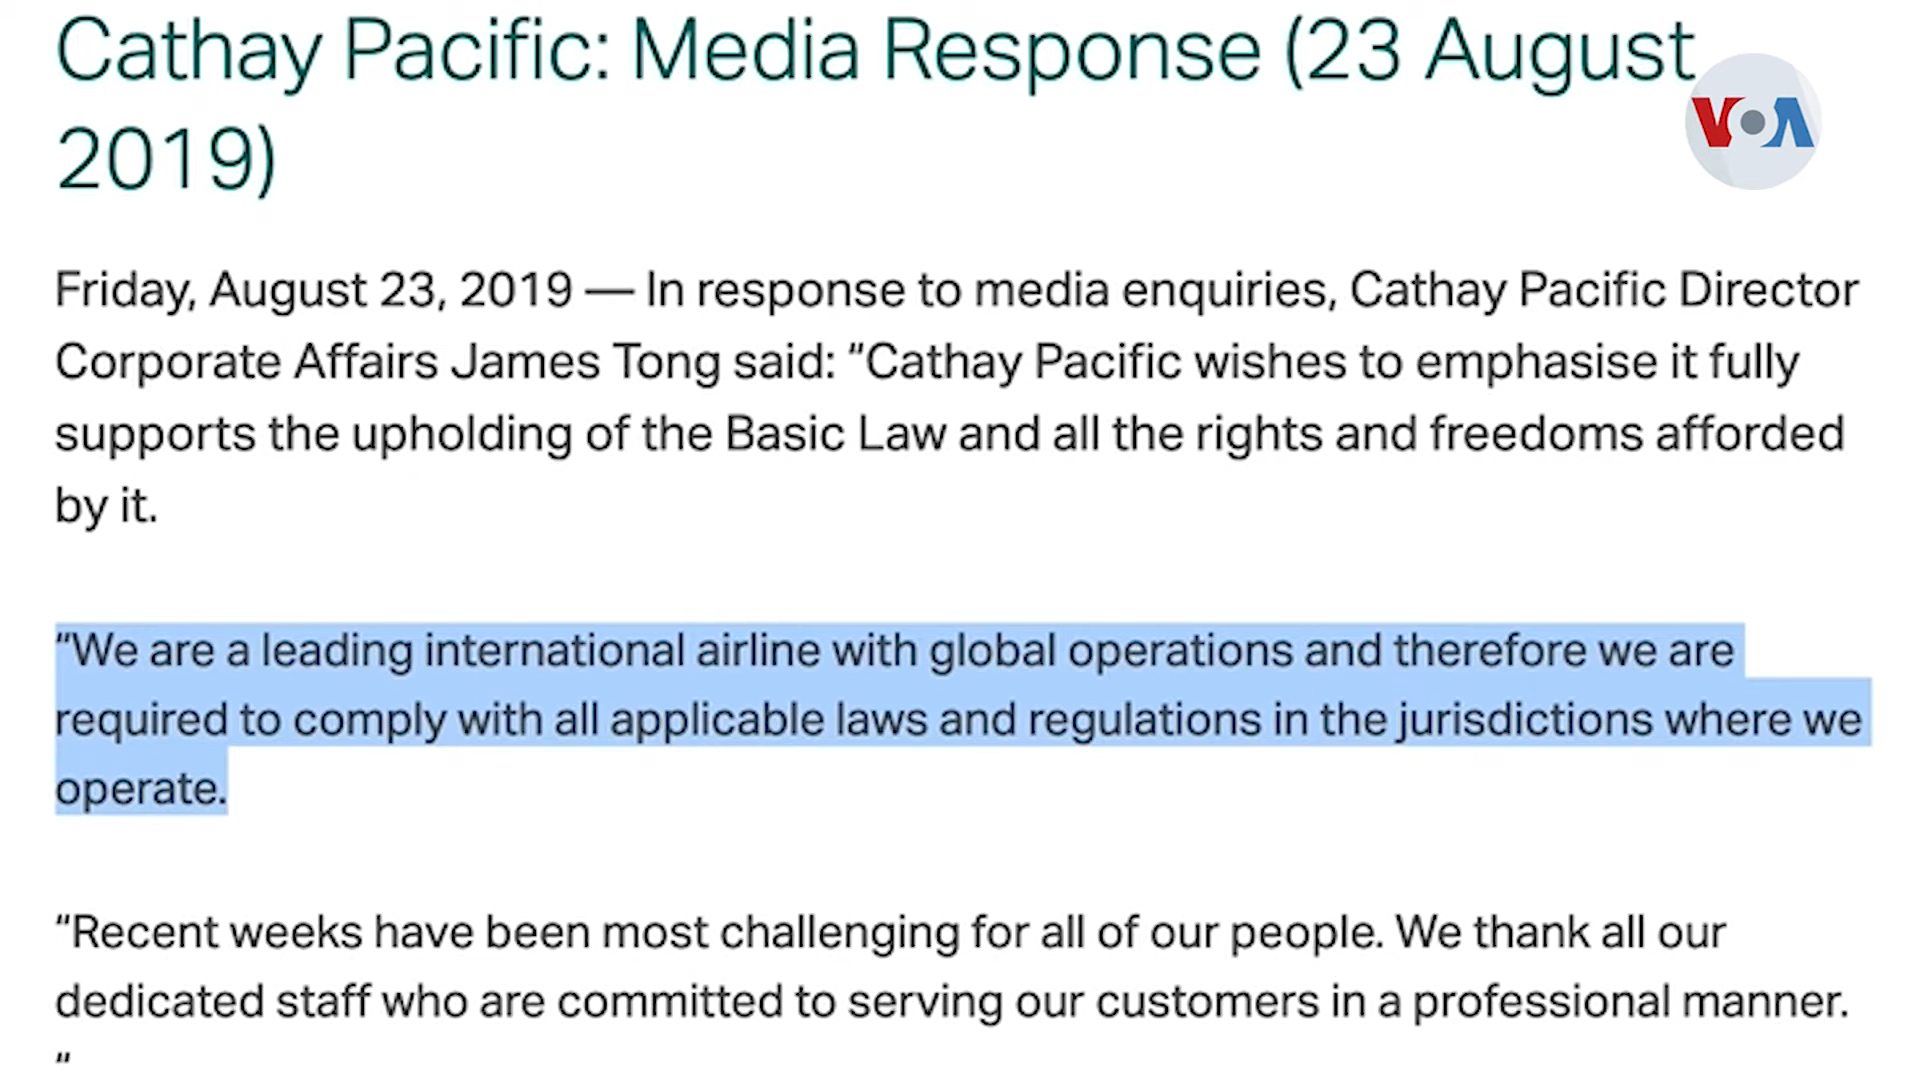 Cathay Pacific: Media Response (23 August
VOA
2019)
Friday, August 23, 2019 — In response to media enquiries, Cathay Pacific Director
Corporate Affairs James Tong said: “Cathay Pacific wishes to emphasise it fully
supports the upholding of the Basic Law and all the rights and freedoms afforded
by it.
“We are a leading international airline with global operations and therefore we are
required to comply with all applicable laws and regulations in the jurisdictions where we
operate.
“Recent weeks have been most challenging for all of our people. We thank all our
dedicated staff who are committed to serving our customers in a professional manner.
“